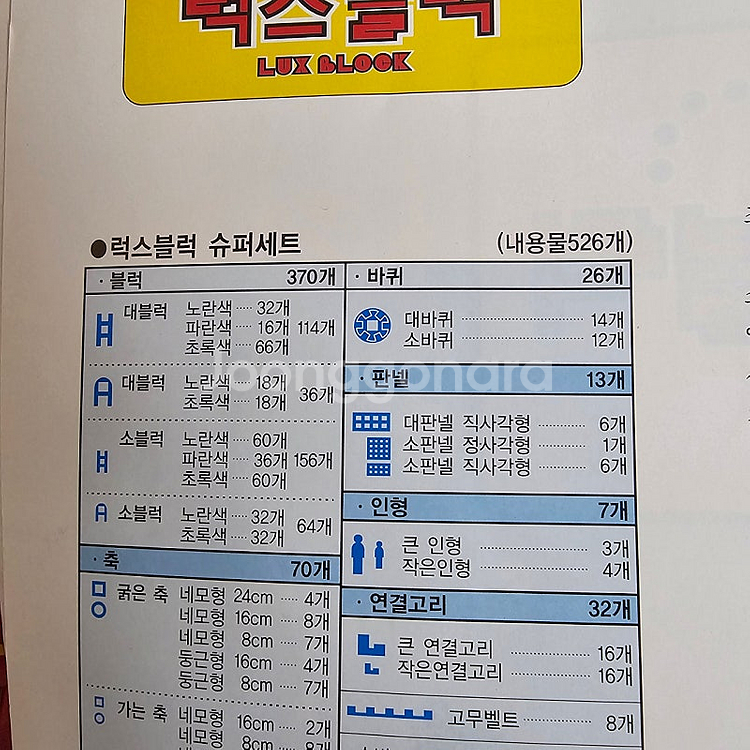 럭스블럭
LUX BLOCK
●럭스블럭 슈퍼세트 (내용물526개)
· 블럭 370개
대블럭 노란색 ···· 32개
파란색 ···· 16개 114개
초록색 ···· 66개
대블럭 노란색 ···· 18개
초록색 ···· 18개 36개
소블럭 노란색 ···· 60개
파란색 ···· 36개 156개
초록색 ···· 60개
소블럭 노란색 ···· 32개
초록색 ···· 32개 64개
· 축 70개
굵은 축 네모형 24cm ···· 4개
네모형 16cm ···· 8개
네모형 8cm ···· 7개
둥근형 16cm ···· 4개
둥근형 8cm ···· 7개
가는 축 네모형 16cm ···· 2개
네모형 8cm ···· 8개
· 바퀴 26개
대바퀴 ···· 14개
소바퀴 ···· 12개
· 판넬 13개
대판넬 직사각형 ···· 6개
소판넬 정사각형 ···· 1개
소판넬 직사각형 ···· 6개
· 인형 7개
큰 인형 ···· 3개
작은인형 ···· 4개
· 연결고리 32개
큰 연결고리 ···· 16개
작은연결고리 ···· 16개
고무벨트 ···· 8개
joonggonara